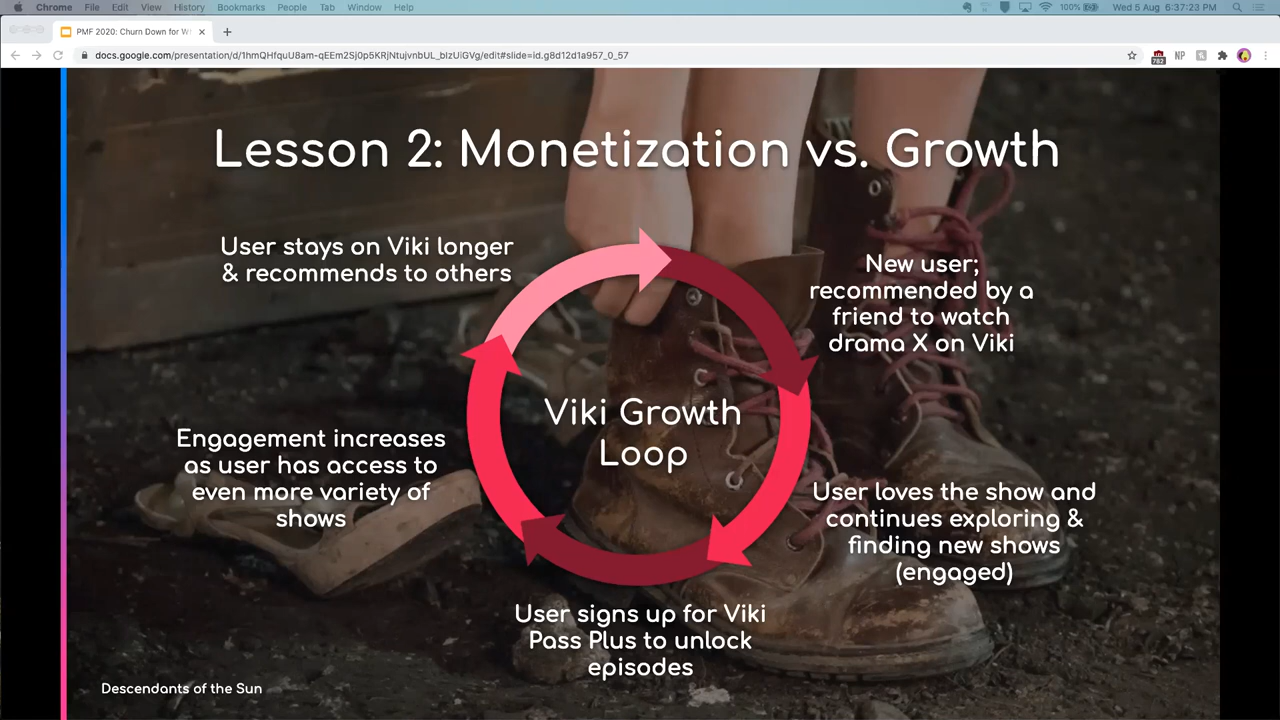 Chrome File Edit View History Bookmarks People Tab Window Help 100% Wed 5 Aug 6:37:23 PM
PMF 2020: Churn Down for W
docs.google.com/presentation/d/1hmQHfquU8am-qEEm2Sj0p5KRjNtujvnbUL_bIzUiGVg/edit#slide=id.g8d12d1a957_0_57
782
NP
Lesson 2: Monetization vs. Growth
User stays on Viki longer
& recommends to others
New user;
recommended by a
friend to watch
drama X on Viki
Viki Growth
Loop
Engagement increases
as user has access to
even more variety of
shows
User loves the show and
continues exploring &
finding new shows
(engaged)
User signs up for Viki
Pass Plus to unlock
episodes
Descendants of the Sun